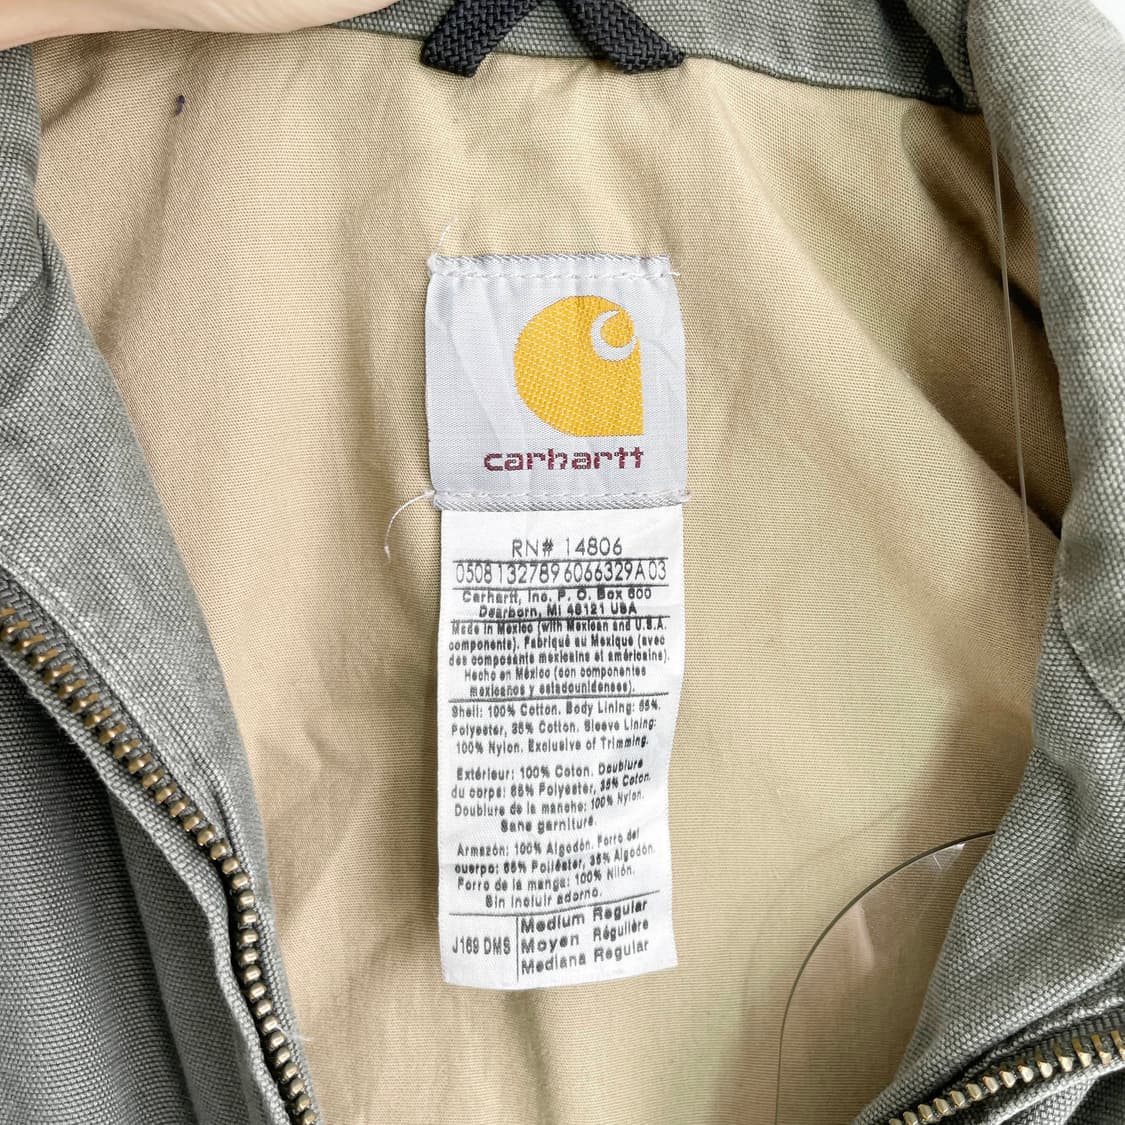 carhartt
RN# 14806
05081327896066329A03
Carhartt, Inc. P. O. Box 600
Dearborn, MI 48121 USA
Made in Mexico (with Mexican and U.S.A.
components). Fabriqué au Mexique (avec
des composants mexicains et américains).
Hecho en México (con componentes
mexicanos y estadounidenses).
Shell: 100% Cotton. Body Lining: 65%
Polyester, 35% Cotton. Sleeve Lining:
100% Nylon. Exclusive of Trimming.
Extérieur: 100% Coton. Doublure
du corps: 65% Polyester, 35% Coton.
Doublure de la manche: 100% Nylon.
Sans garniture.
Armazón: 100% Algodón. Forro del
cuerpo: 65% Poliéster, 35% Algodón.
Forro de la manga: 100% Nilón.
Sin incluir adorno.
J169 DMS
Medium Regular
Moyen Régulière
Mediana Regular